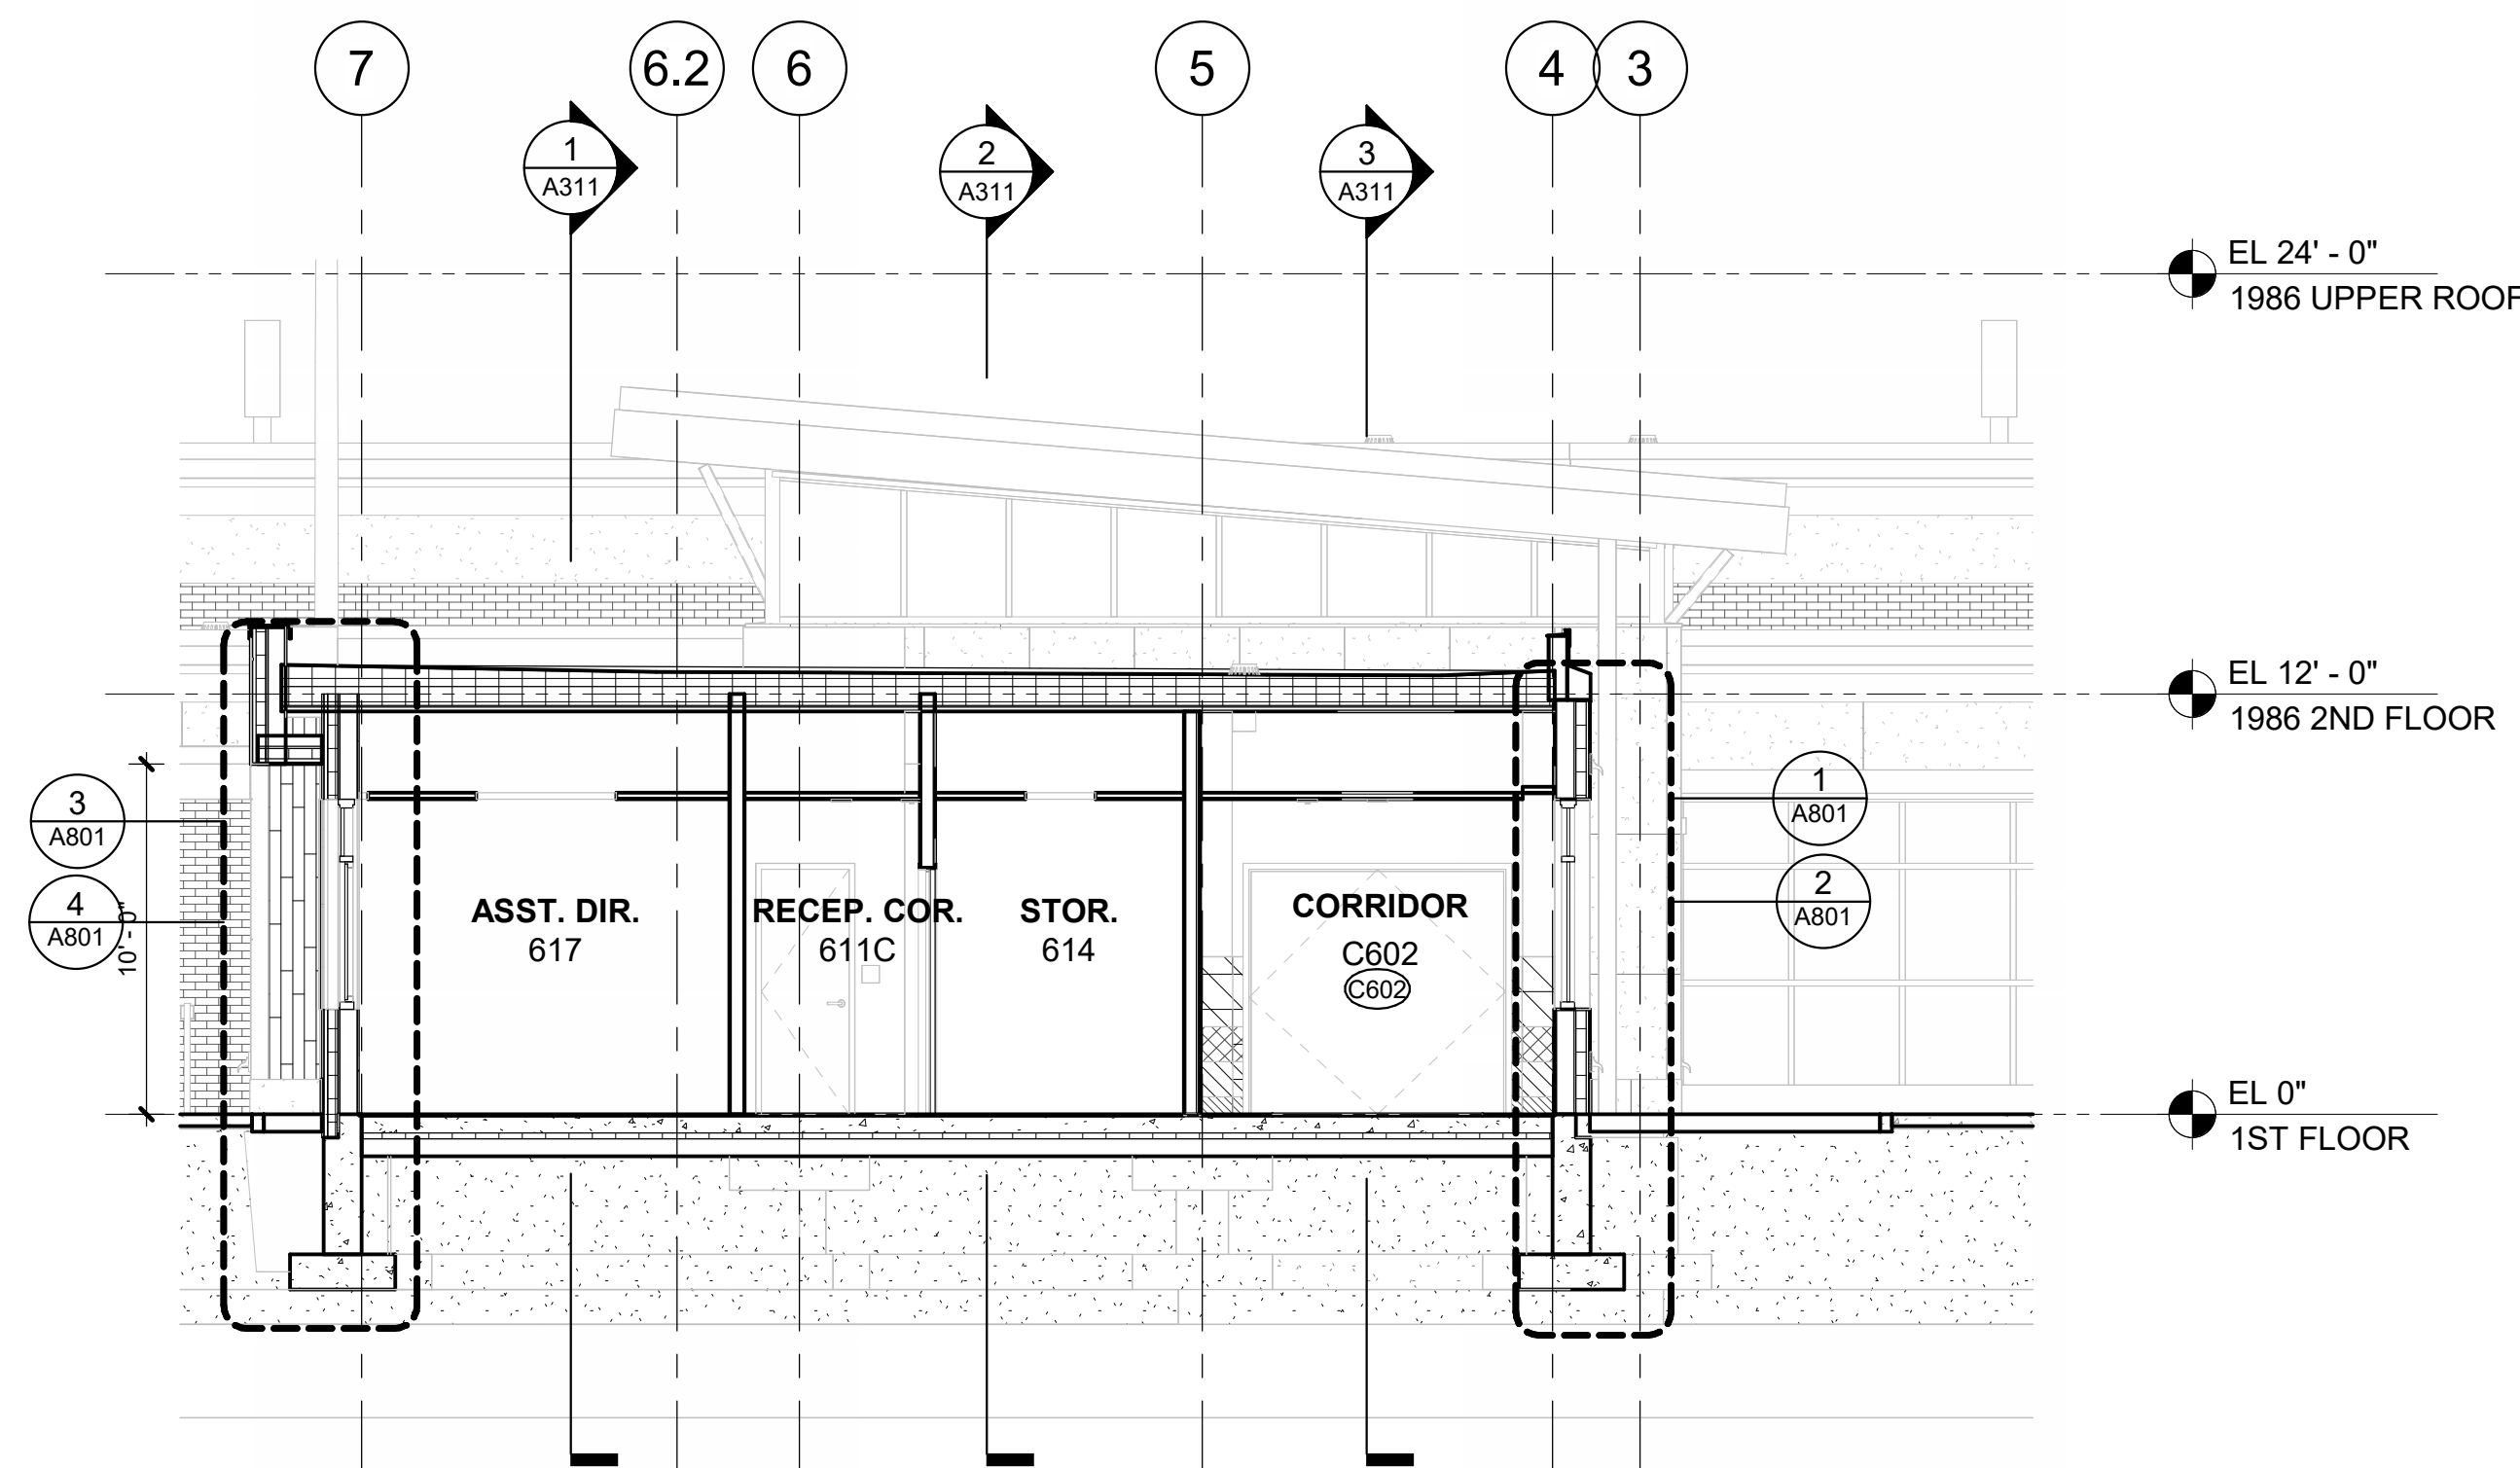 7
6.2
6
5
4
3
1
A311
2
A311
3
A311
EL 24' - 0"
1986 UPPER ROOF
EL 12' - 0"
1986 2ND FLOOR
3
A801
4
A801
10' - 0"
1
A801
2
A801
ASST. DIR.
617
RECEP. COR.
611C
STOR.
614
CORRIDOR
C602
C602
EL 0"
1ST FLOOR